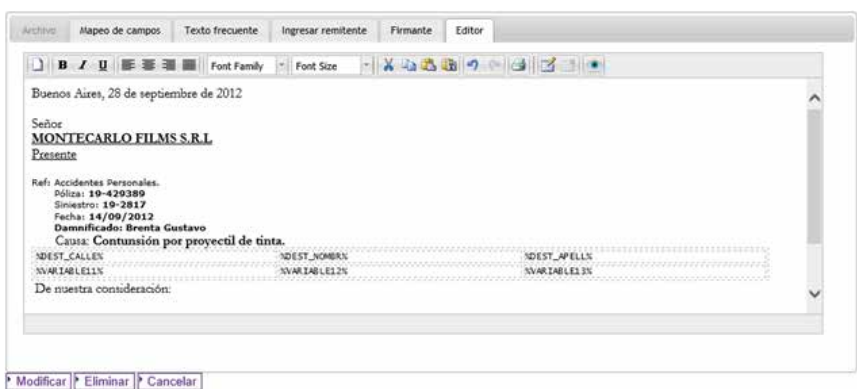 Archivo Mapeo de campos Texto frecuente Ingresar remitente Firmante Editor
B I U Font Family Font Size
Buenos Aires, 28 de septiembre de 2012
Señor
MONTECARLO FILMS S.R.L
Presente
Ref: Accidentes Personales.
Póliza: 19-429389
Siniestro: 19-2817
Fecha: 14/09/2012
Damnificado: Brenta Gustavo
Causa: Contunsión por proyectil de tinta.
%DEST_CALLE% %DEST_NOMBR% %DEST_APELL%
%VARIABLE11% %VARIABLE12% %VARIABLE13%
De nuestra consideración:
Modificar Eliminar Cancelar